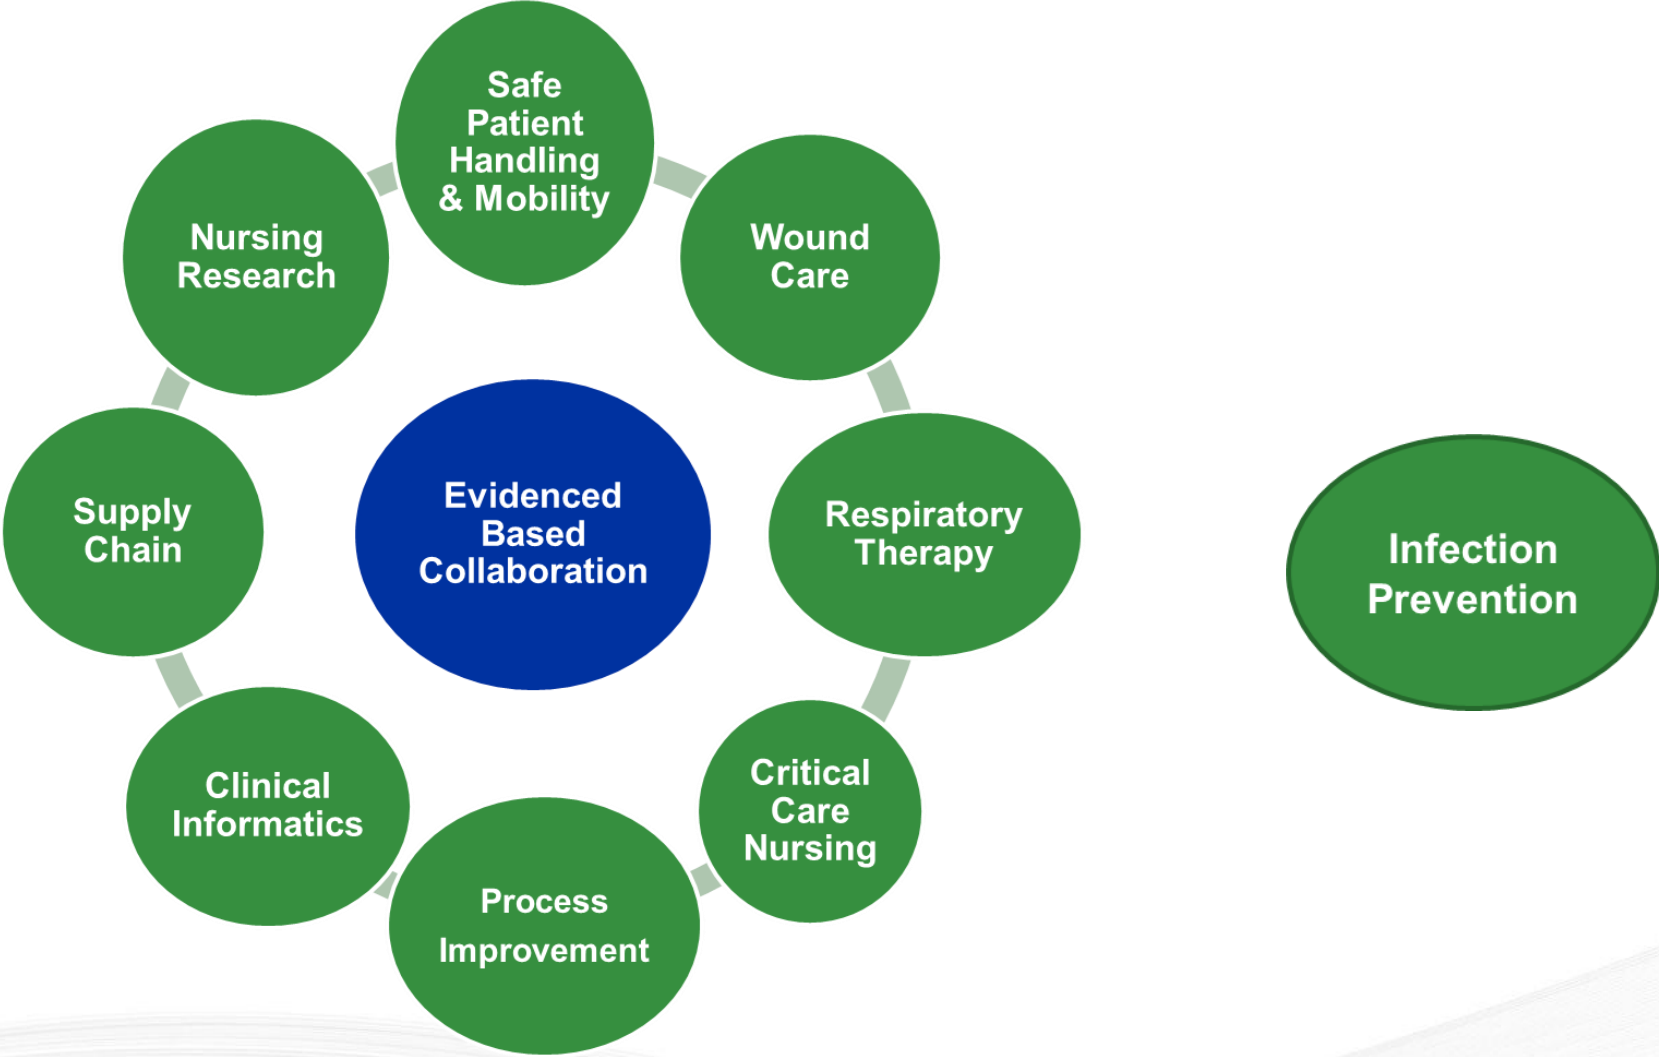 Safe
Patient
Handling
& Mobility
Nursing
Research
Wound
Care
Supply
Chain
Evidenced
Based
Collaboration
Respiratory
Therapy
Infection
Prevention
Clinical
Informatics
Critical
Care
Nursing
Process
Improvement